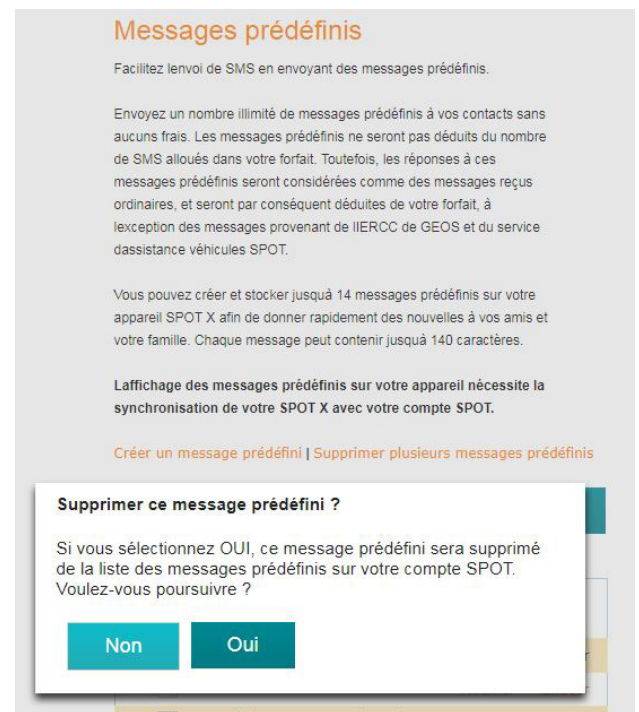 Messages prédéfinis
Facilitez lenvoi de SMS en envoyant des messages prédéfinis.
Envoyez un nombre illimité de messages prédéfinis à vos contacts sans
aucuns frais. Les messages prédéfinis ne seront pas déduits du nombre
de SMS alloués dans votre forfait. Toutefois, les réponses à ces
messages prédéfinis seront considérées comme des messages reçus
ordinaires, et seront par conséquent déduites de votre forfait, à
lexception des messages provenant de lIERCC de GEOS et du service
dassistance véhicules SPOT.
Vous pouvez créer et stocker jusquà 14 messages prédéfinis sur votre
appareil SPOT X afin de donner rapidement des nouvelles à vos amis et
votre famille. Chaque message peut contenir jusquà 140 caractères.
Laffichage des messages prédéfinis sur votre appareil nécessite la
synchronisation de votre SPOT X avec votre compte SPOT.
Créer un message prédéfini | Supprimer plusieurs messages prédéfinis
Supprimer ce message prédéfini ?
Si vous sélectionnez OUI, ce message prédéfini sera supprimé
de la liste des messages prédéfinis sur votre compte SPOT.
Voulez-vous poursuivre ?
Non Oui